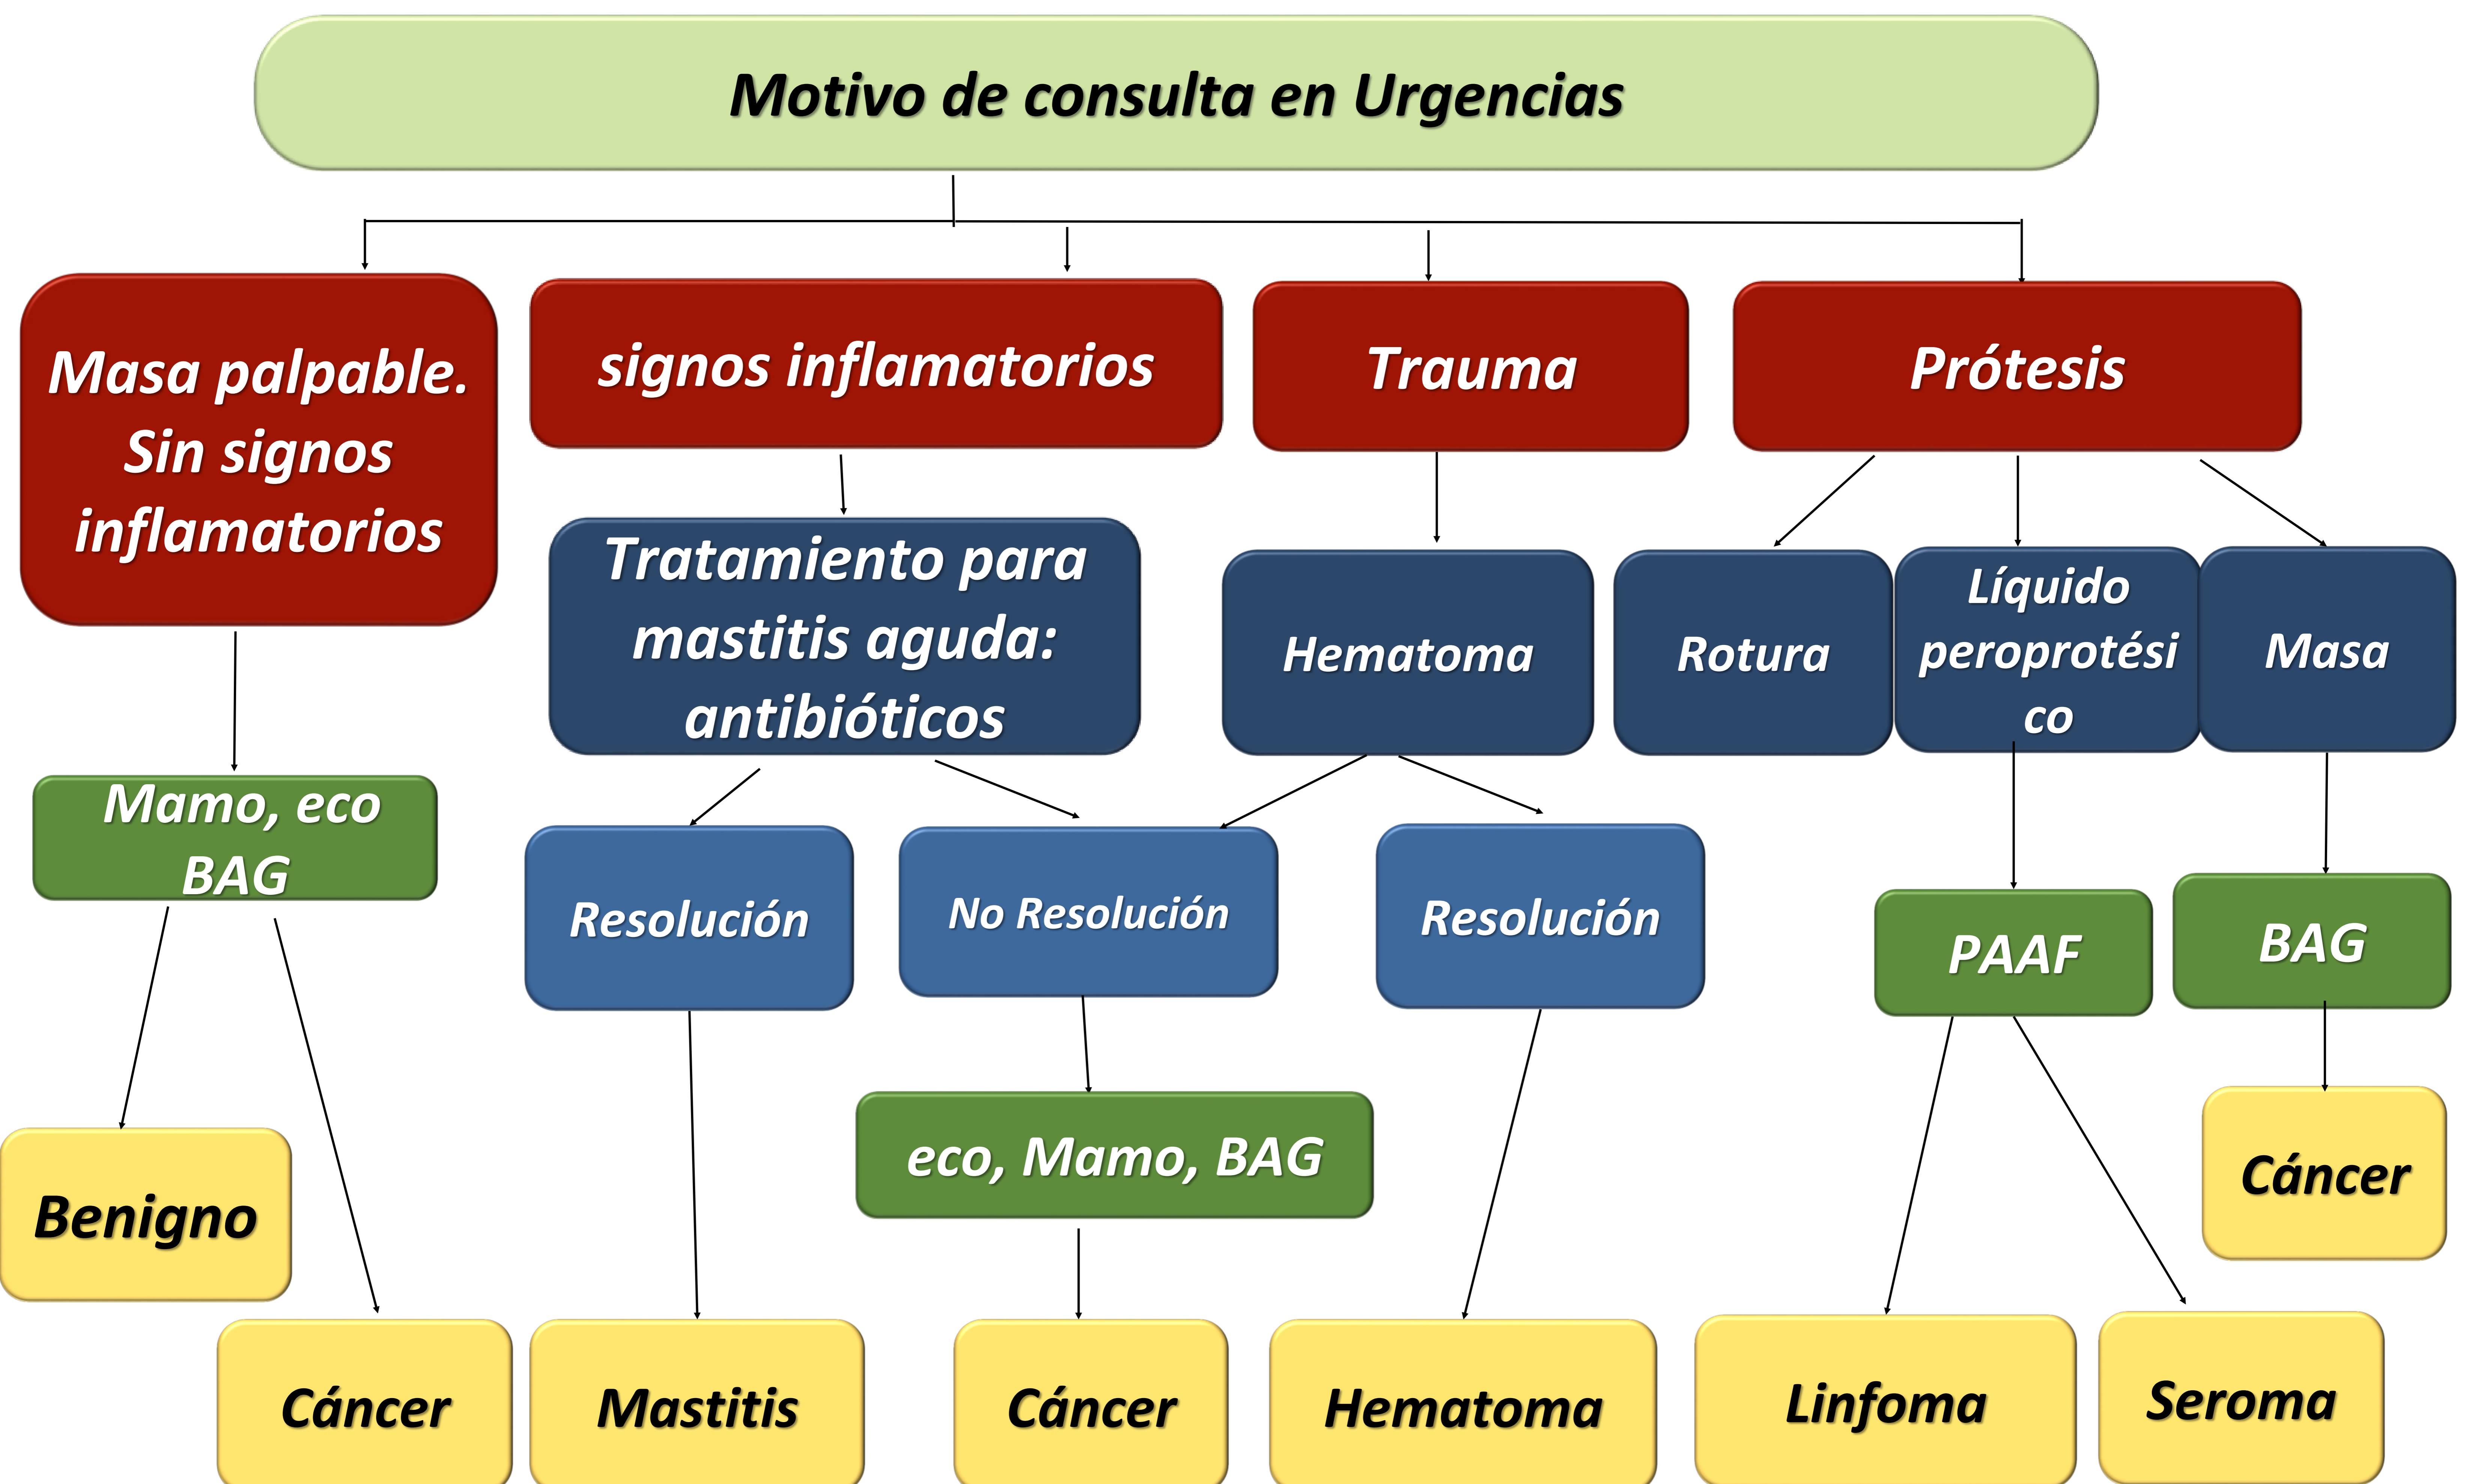 Motivo de consulta en Urgencias
Masa palpable.
Sin signos
inflamatorios
signos inflamatorios
Trauma
Prótesis
Tratamiento para
mastitis aguda:
antibióticos
Hematoma
Rotura
Líquido
peroprotési
co
Masa
Mamo, eco
BAG
Resolución
No Resolución
Resolución
PAAF
BAG
eco, Mamo, BAG
Cáncer
Benigno
Cáncer
Mastitis
Cáncer
Hematoma
Linfoma
Seroma